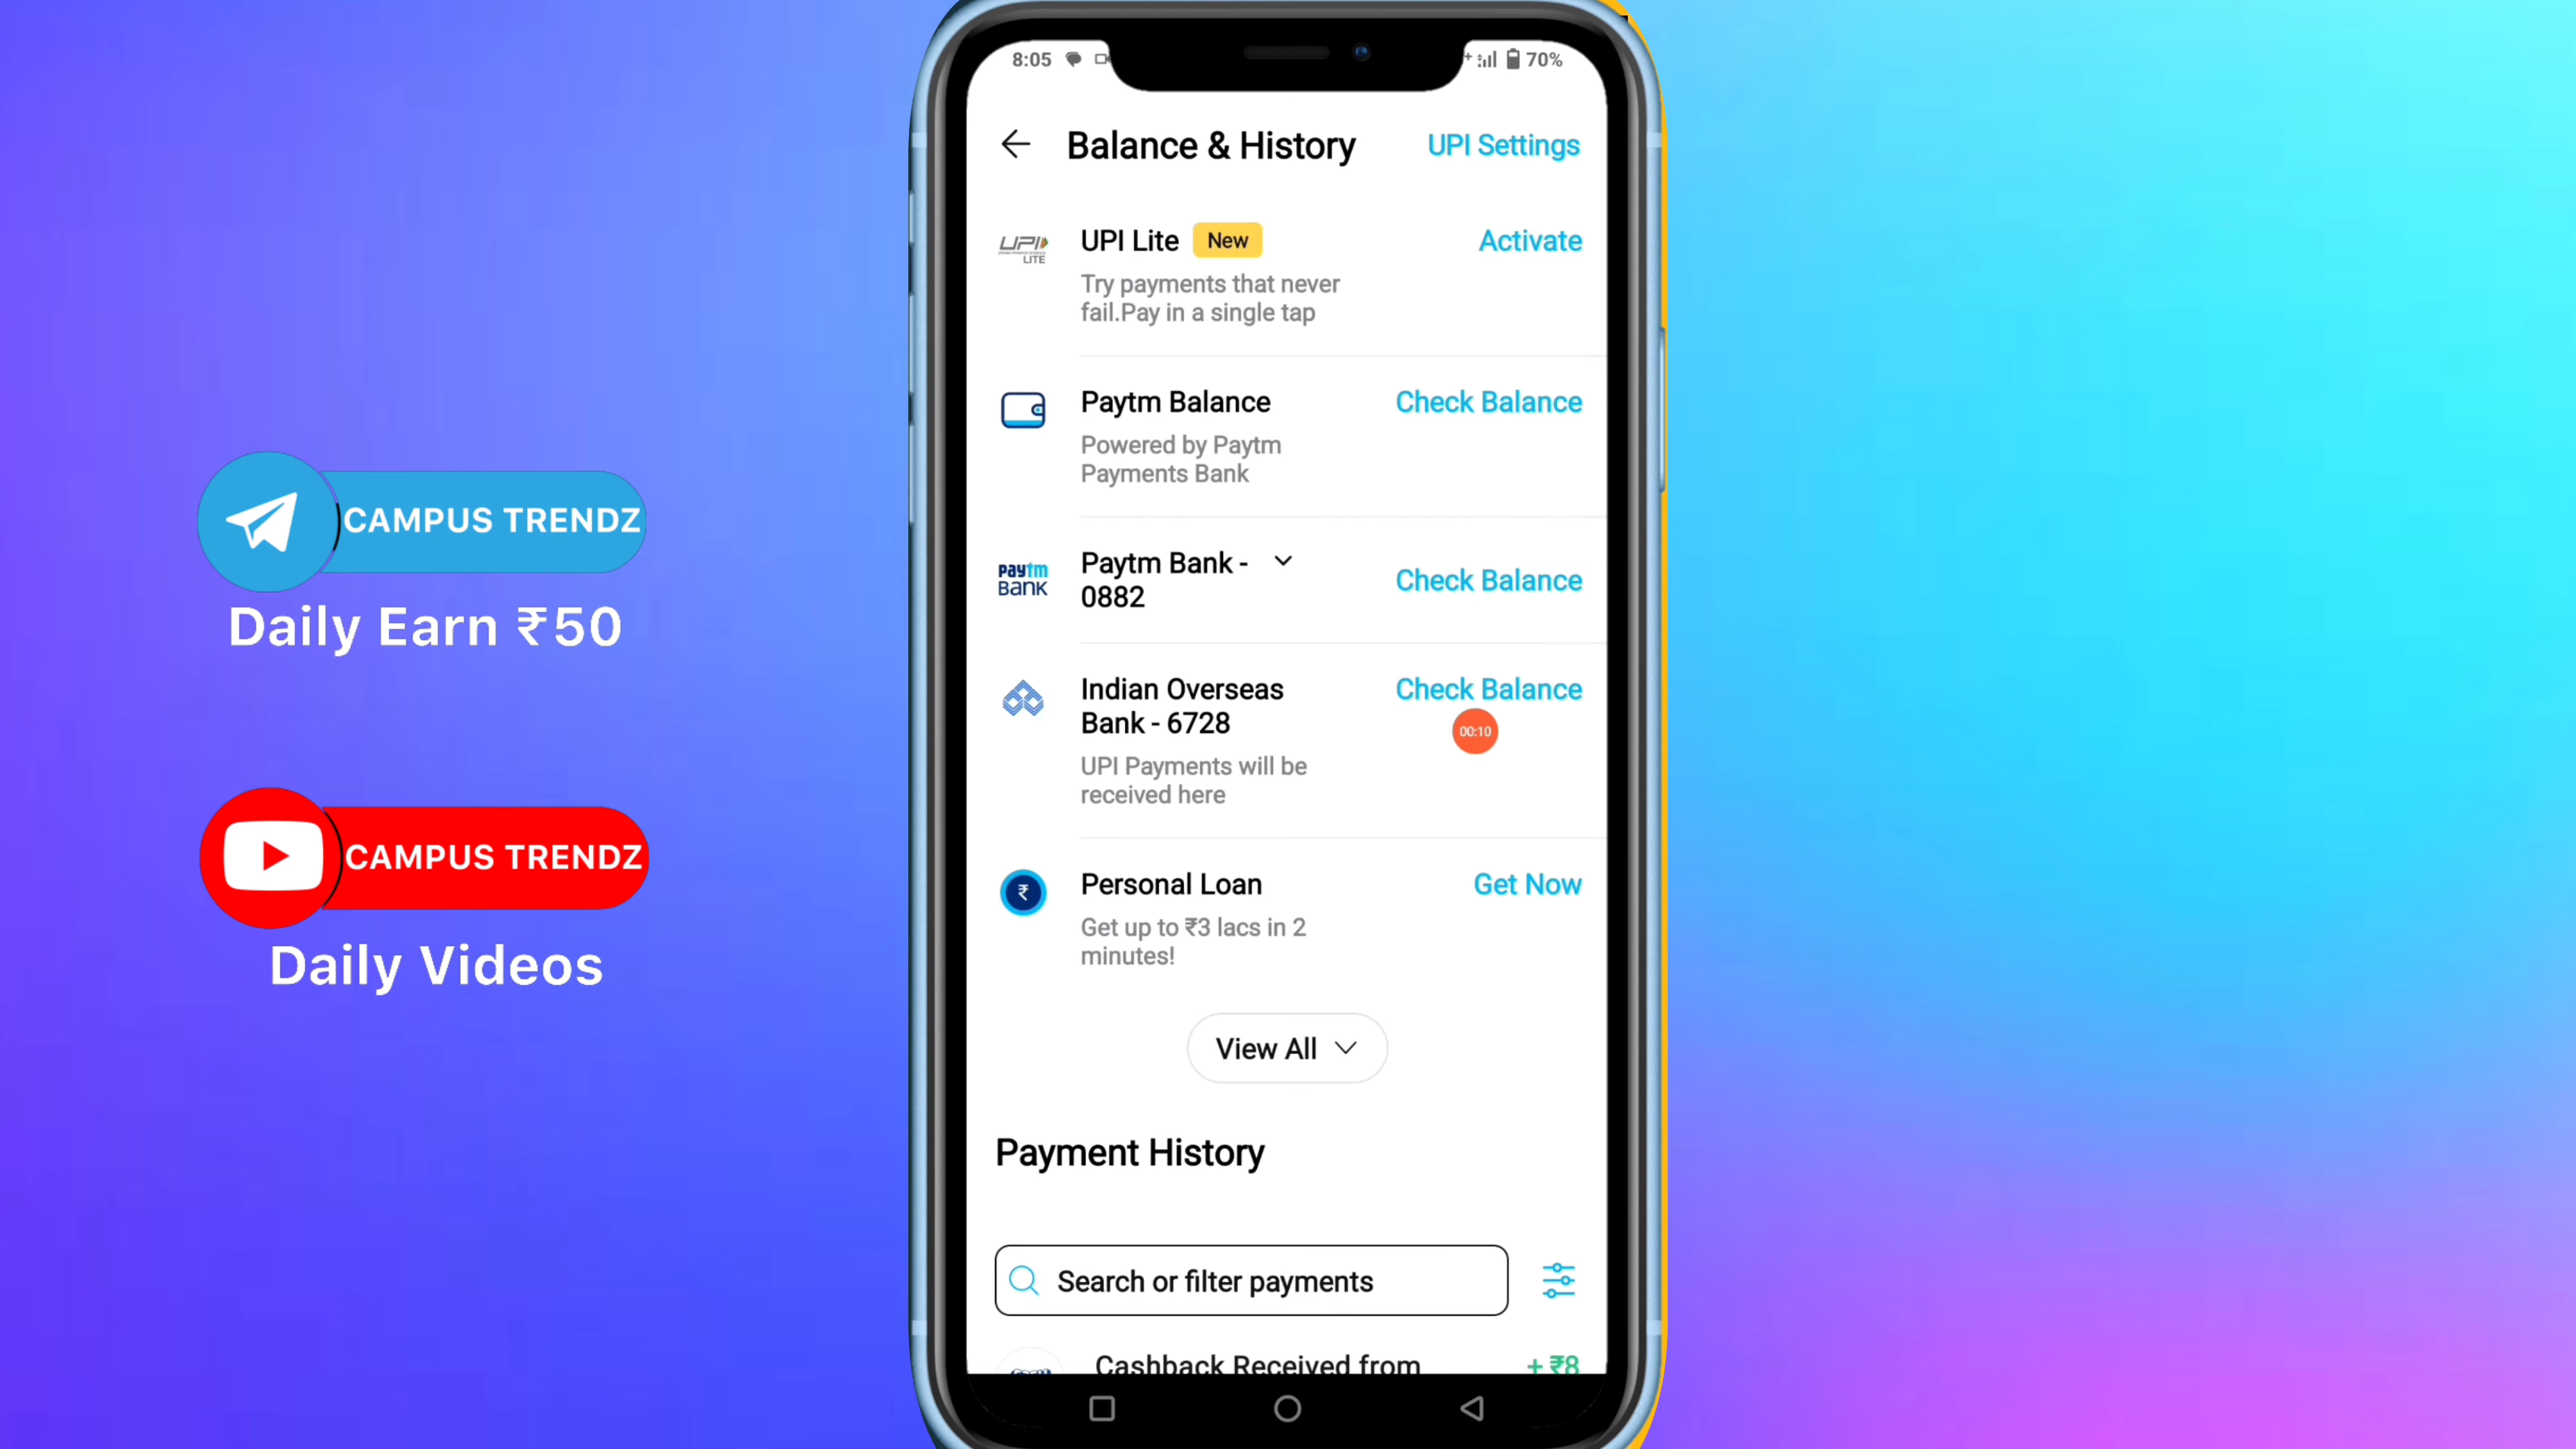 8:05
70%
Balance & History
UPI Settings
UPI LITE
UPI Lite
New
Activate
Try payments that never
fail.Pay in a single tap
Paytm Balance
Check Balance
Powered by Paytm
Payments Bank
paytm
BANK
Paytm Bank -
0882
Check Balance
Indian Overseas
Bank - 6728
Check Balance
00:10
UPI Payments will be
received here
₹
Personal Loan
Get Now
Get up to ₹3 lacs in 2
minutes!
View All
Payment History
Search or filter payments
Cashback Received from
+ ₹8
CAMPUS TRENDZ
Daily Earn ₹50
CAMPUS TRENDZ
Daily Videos